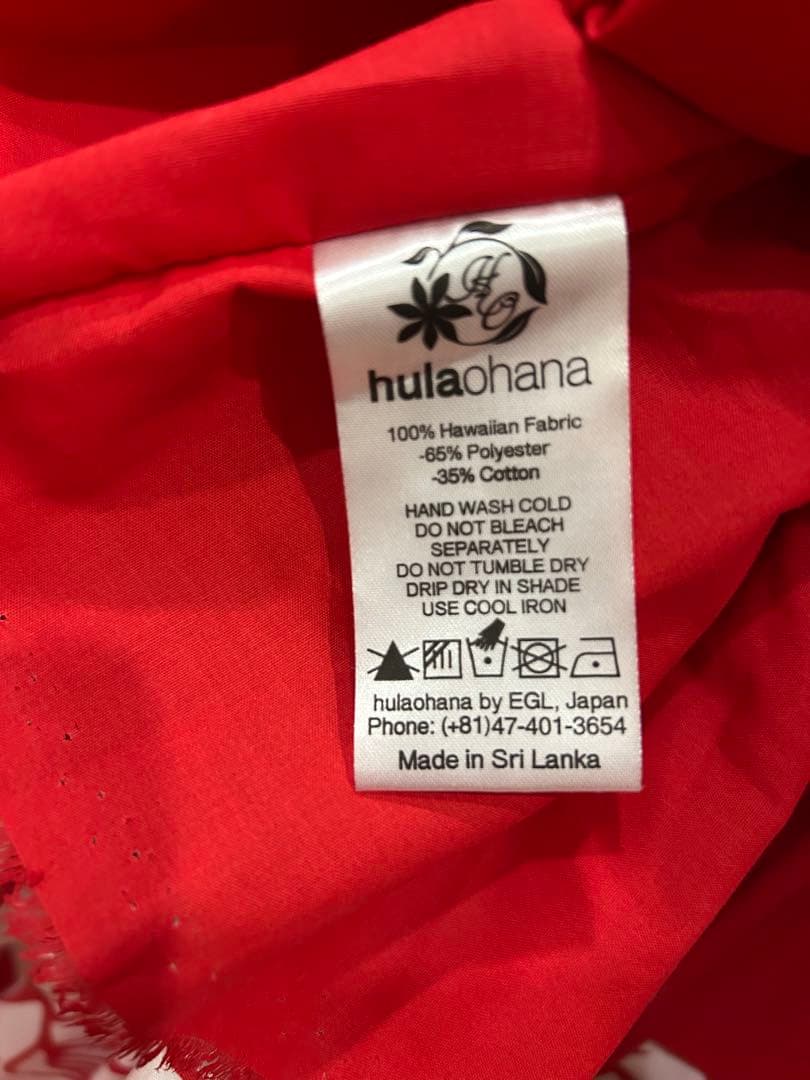 H&O
hulaohana
100% Hawaiian Fabric
-65% Polyester
-35% Cotton
HAND WASH COLD
DO NOT BLEACH
SEPARATELY
DO NOT TUMBLE DRY
DRIP DRY IN SHADE
USE COOL IRON
hulaohana by EGL, Japan
Phone: (+81)47-401-3654
Made in Sri Lanka